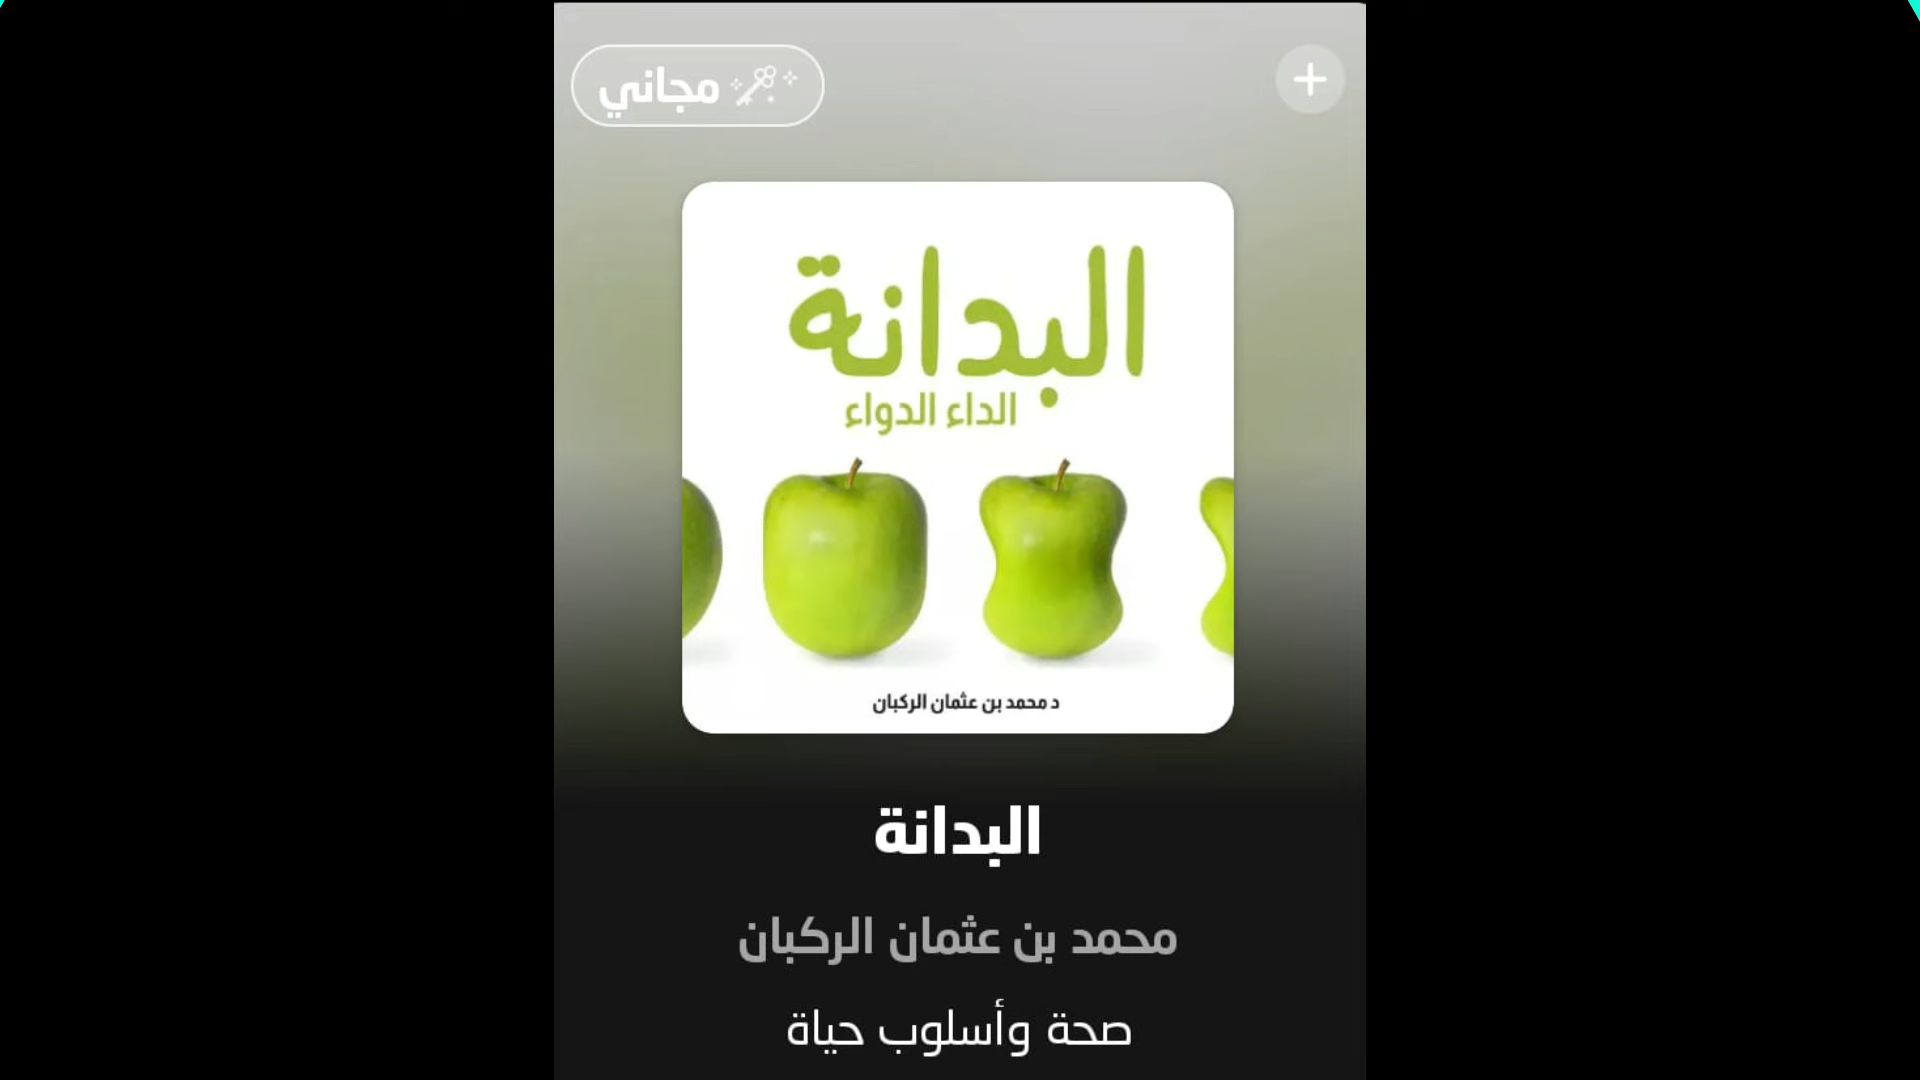 مجاني
البدانة
الداء الدواء
د محمد بن عثمان الركبان
البدانة
محمد بن عثمان الركبان
صحة وأسلوب حياة